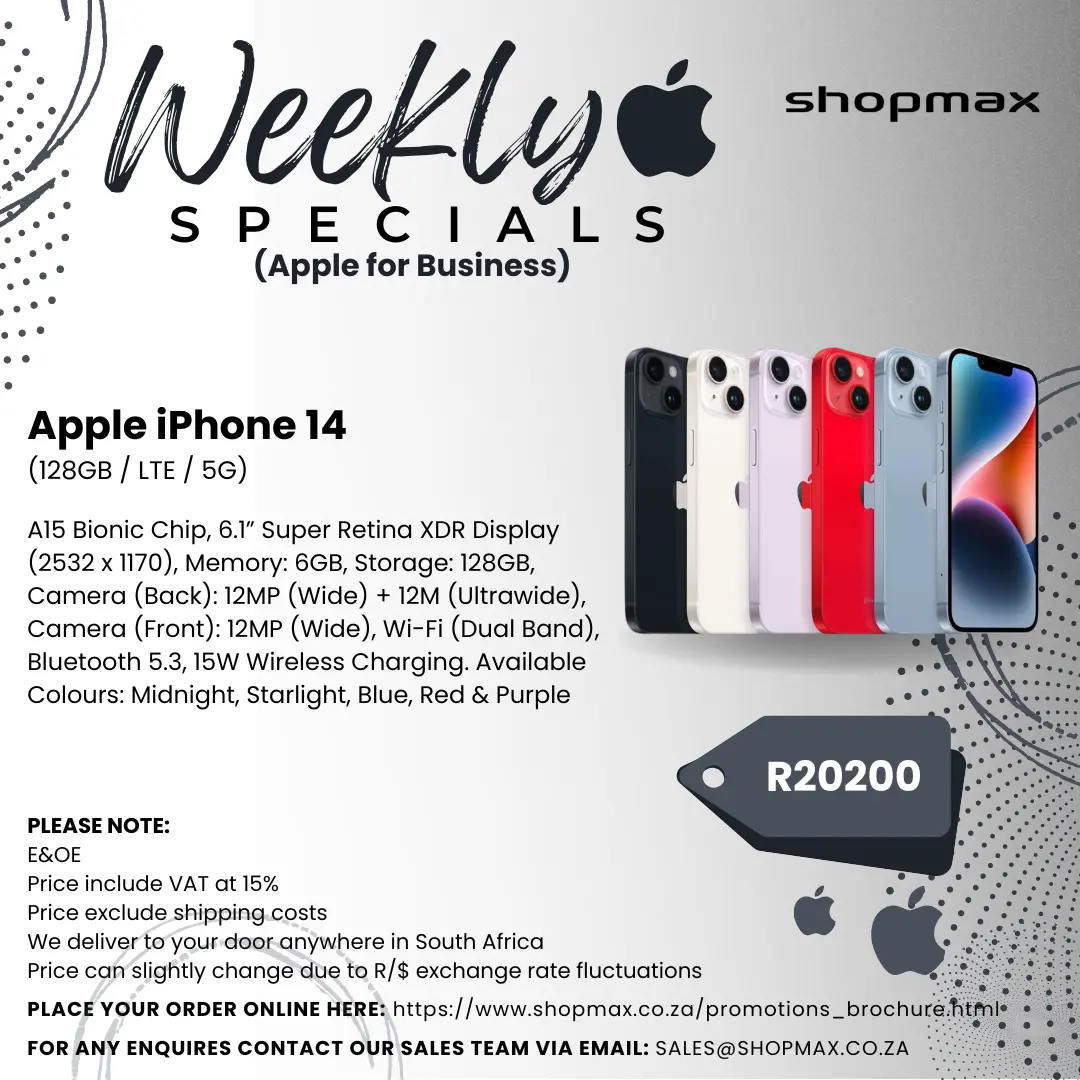 Weekly
shopmax
SPECIALS
(Apple for Business)
Apple iPhone 14
(128GB / LTE / 5G)
A15 Bionic Chip, 6.1” Super Retina XDR Display
(2532 x 1170), Memory: 6GB, Storage: 128GB,
Camera (Back): 12MP (Wide) + 12M (Ultrawide),
Camera (Front): 12MP (Wide), Wi-Fi (Dual Band),
Bluetooth 5.3, 15W Wireless Charging. Available
Colours: Midnight, Starlight, Blue, Red & Purple
R20200
PLEASE NOTE:
E&OE
Price include VAT at 15%
Price exclude shipping costs
We deliver to your door anywhere in South Africa
Price can slightly change due to R/$ exchange rate fluctuations
PLACE YOUR ORDER ONLINE HERE: https://www.shopmax.co.za/promotions_brochure.html
FOR ANY ENQUIRES CONTACT OUR SALES TEAM VIA EMAIL: SALES@SHOPMAX.CO.ZA